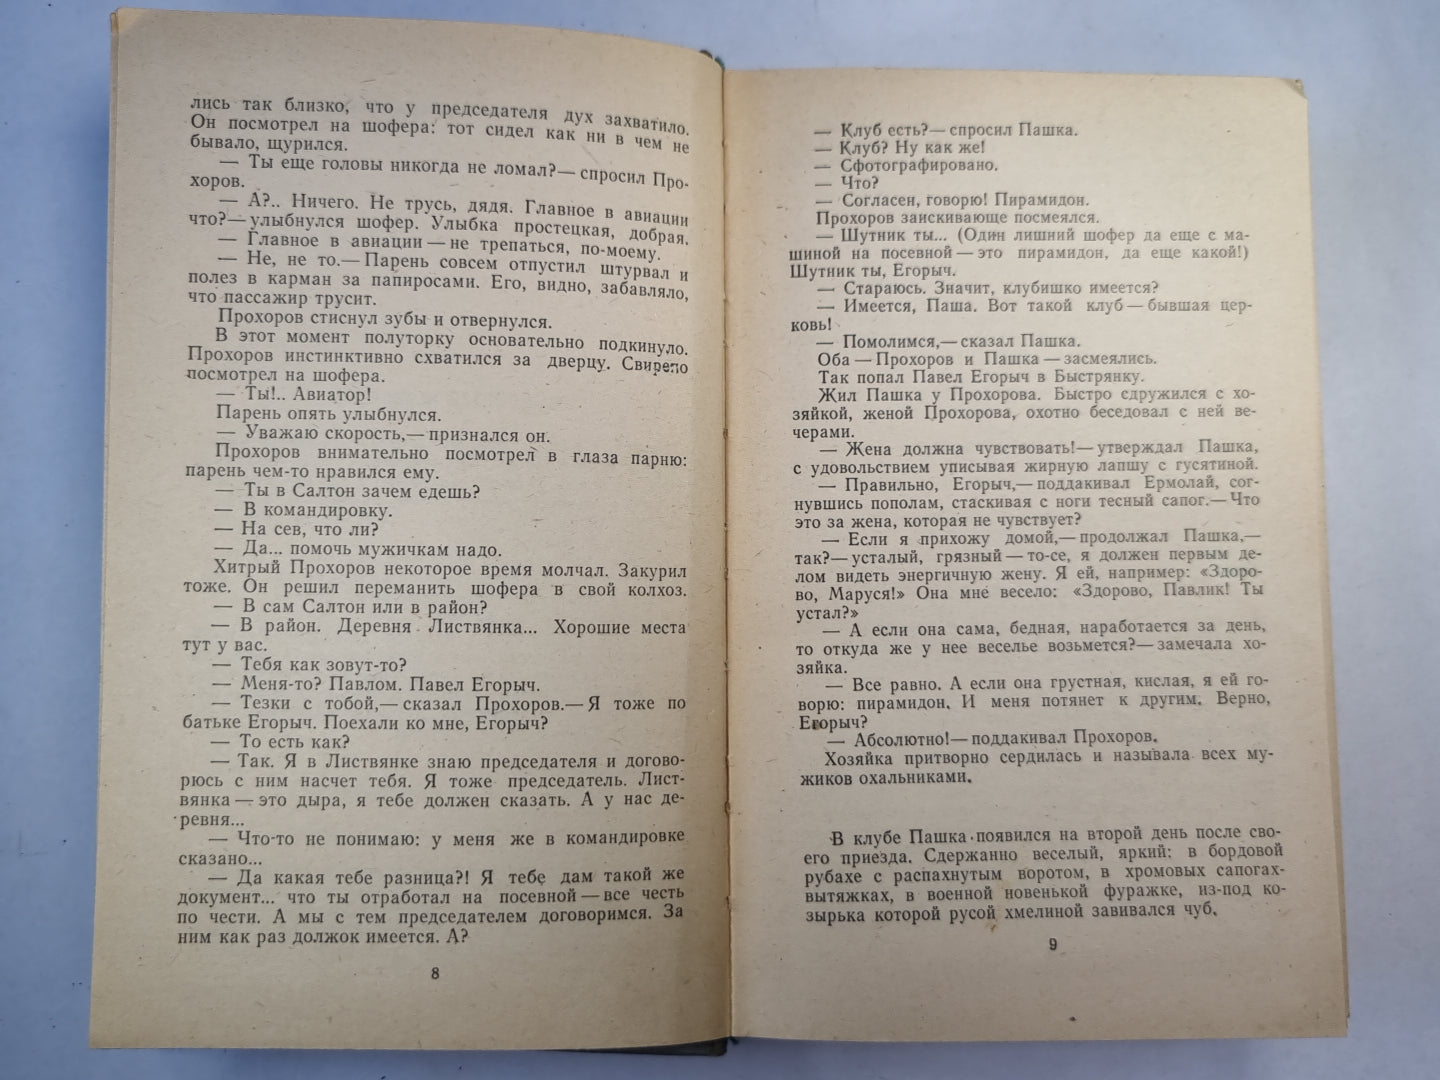 лись так близко, что у председателя дух захватило.
Он посмотрел на шофера: тот сидел как ни в чем не
бывало, щурился.
— Ты еще головы никогда не ломал?— спросил Про-
хоров.
— А?.. Ничего. Не трусь, дядя. Главное в авиации
что?— улыбнулся шофер. Улыбка простецкая, добрая.
— Главное в авиации — не трепаться, по-моему.
— Не, не то.— Парень совсем отпустил штурвал и
полез в карман за папиросами. Его, видно, забавляло,
что пассажир трусит.
Прохоров стиснул зубы и отвернулся.
В этот момент полуторку основательно подкинуло.
Прохоров инстинктивно схватился за дверцу. Свирепо
посмотрел на шофера.
— Ты!.. Авиатор!
Парень опять улыбнулся.
— Уважаю скорость,— признался он.
Прохоров внимательно посмотрел в глаза парню:
парень чем-то нравился ему.
— Ты в Салтон зачем едешь?
— В командировку.
— На сев, что ли?
— Да... помочь мужичкам надо.
Хитрый Прохоров некоторое время молчал. Закурил
тоже. Он решил переманить шофера в свой колхоз.
— В сам Салтон или в район?
— В район. Деревня Листвянка... Хорошие места
тут у вас.
— Тебя как зовут-то?
— Меня-то? Павлом. Павел Егорыч.
— Тезки с тобой,— сказал Прохоров.— Я тоже по
батьке Егорыч. Поехали ко мне, Егорыч?
— То есть как?
— Так. Я в Листвянке знаю председателя и догово-
рюсь с ним насчет тебя. Я тоже председатель. Лист-
вянка — это дыра, я тебе должен сказать. А у нас де-
ревня...
— Что-то не понимаю: у меня же в командировке
сказано...
— Да какая тебе разница?! Я тебе дам такой же
документ... что ты отработал на посевной — все честь
по чести. А мы с тем председателем договоримся. За
ним как раз должок имеется. А?
8
— Клуб есть?— спросил Пашка.
— Клуб? Ну как же!
— Сфотографировано.
— Что?
— Согласен, говорю! Пирамидон.
Прохоров заискивающе посмеялся.
— Шутник ты... (Один лишний шофер да еще с ма-
шиной на посевной — это пирамидон, да еще какой!)
Шутник ты, Егорыч.
— Стараюсь. Значит, клубишко имеется?
— Имеется, Паша. Вот такой клуб — бывшая цер-
ковь!
— Помолимся,— сказал Пашка.
Оба — Прохоров и Пашка — засмеялись.
Так попал Павел Егорыч в Быстрянку.
Жил Пашка у Прохорова. Быстро сдружился с хо-
зяйкой, женой Прохорова, охотно беседовал с ней ве-
черами.
— Жена должна чувствовать!— утверждал Пашка,
с удовольствием уписывая жирную лапшу с гусятиной.
— Правильно, Егорыч,— поддакивал Ермолай, сог-
нувшись пополам, стаскивая с ноги тесный сапог.— Что
это за жена, которая не чувствует?
— Если я прихожу домой,— продолжал Пашка,—
так?— усталый, грязный — то-се, я должен первым де-
лом видеть энергичную жену. Я ей, например: «Здоро-
во, Маруся!» Она мне весело: «Здорово, Павлик! Ты
устал?»
— А если она сама, бедная, наработается за день,
то откуда же у нее веселье возьмется?— замечала хо-
зяйка.
— Все равно. А если она грустная, кислая, я ей го-
ворю: пирамидон. И меня потянет к другим. Верно,
Егорыч?
— Абсолютно!— поддакивал Прохоров.
Хозяйка притворно сердилась и называла всех му-
жиков охальниками.
В клубе Пашка появился на второй день после сво-
его приезда. Сдержанно веселый, яркий: в бордовой
рубахе с распахнутым воротом, в хромовых сапогах-
вытяжках, в военной новенькой фуражке, из-под ко-
зырька которой русой хмелиной завивался чуб.
9